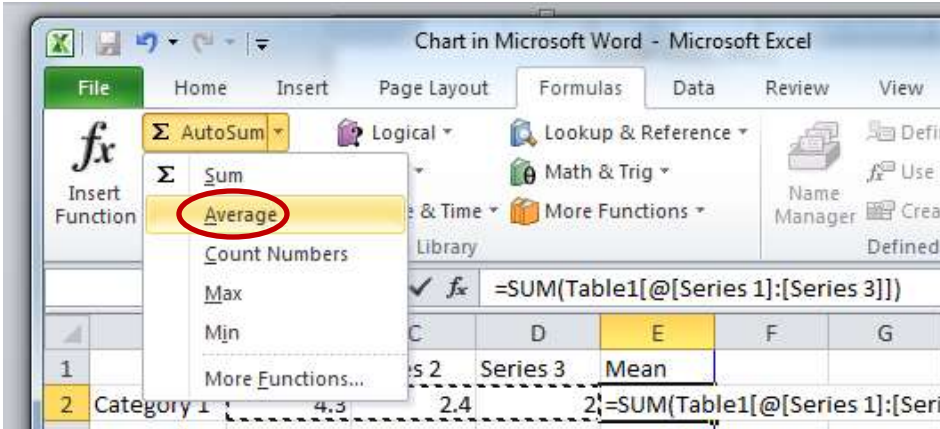 Chart in Microsoft Word - Microsoft Excel
File Home Insert Page Layout Formulas Data Review View
Σ AutoSum Logical Lookup & Reference Defi
fx Σ Sum Math & Trig Use
Insert Function Average & Time More Functions Name Manager Crea
Count Numbers Library Defined
Max fx =SUM(Table1[@[Series 1]:[Series 3]])
Min C D E F G
1 More Functions... s 2 Series 3 Mean
2 Category 1 4.3 2.4 2 =SUM(Table1[@[Series 1]:[Seri